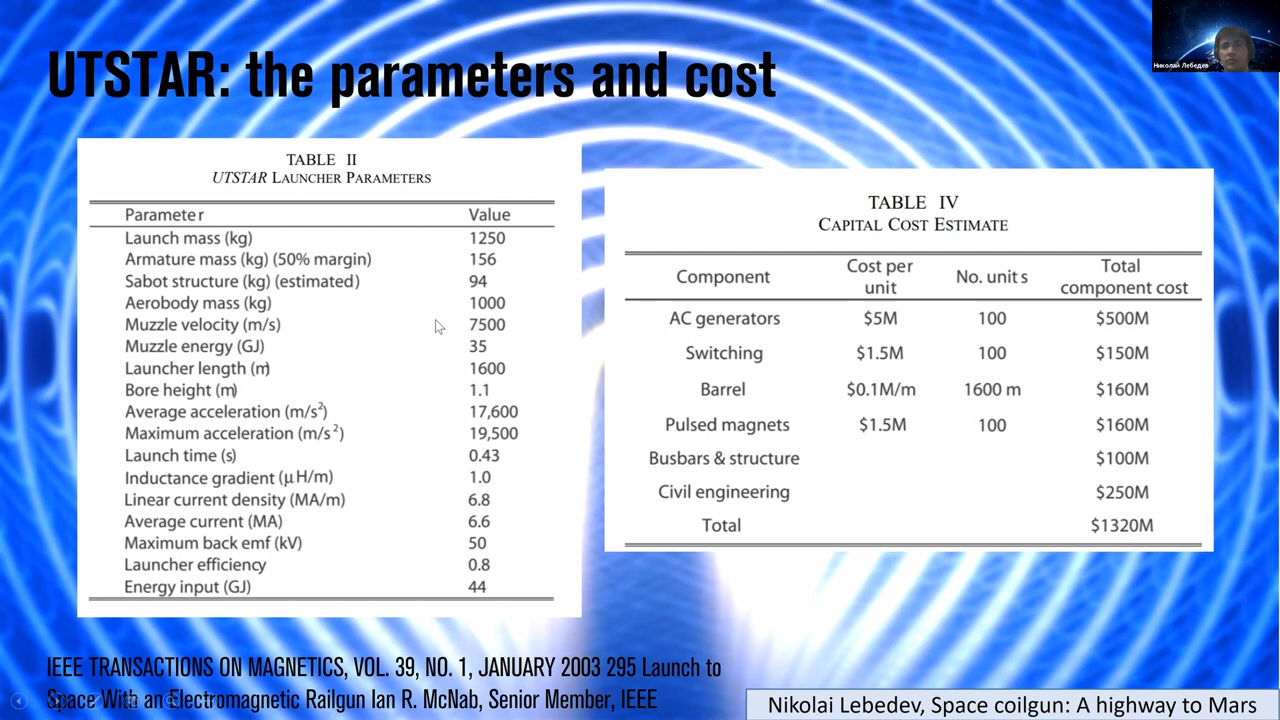 UTSTAR: the parameters and cost
Николай Лебедев
TABLE II
UTSTAR LAUNCHER PARAMETERS
Parameter Value
Launch mass (kg) 1250
Armature mass (kg) (50% margin) 156
Sabot structure (kg) (estimated) 94
Aerobody mass (kg) 1000
Muzzle velocity (m/s) 7500
Muzzle energy (GJ) 35
Launcher length (m) 1600
Bore height (m) 1.1
Average acceleration (m/s²) 17,600
Maximum acceleration (m/s²) 19,500
Launch time (s) 0.43
Inductance gradient (μH/m) 1.0
Linear current density (MA/m) 6.8
Average current (MA) 6.6
Maximum back emf (kV) 50
Launcher efficiency 0.8
Energy input (GJ) 44
TABLE IV
CAPITAL COST ESTIMATE
Component Cost per unit No. units Total component cost
AC generators $5M 100 $500M
Switching $1.5M 100 $150M
Barrel $0.1M/m 1600 m $160M
Pulsed magnets $1.5M 100 $160M
Busbars & structure $100M
Civil engineering $250M
Total $1320M
IEEE TRANSACTIONS ON MAGNETICS, VOL. 39, NO. 1, JANUARY 2003 295 Launch to
Space With an Electromagnetic Railgun Ian R. McNab, Senior Member, IEEE
Nikolai Lebedev, Space coilgun: A highway to Mars